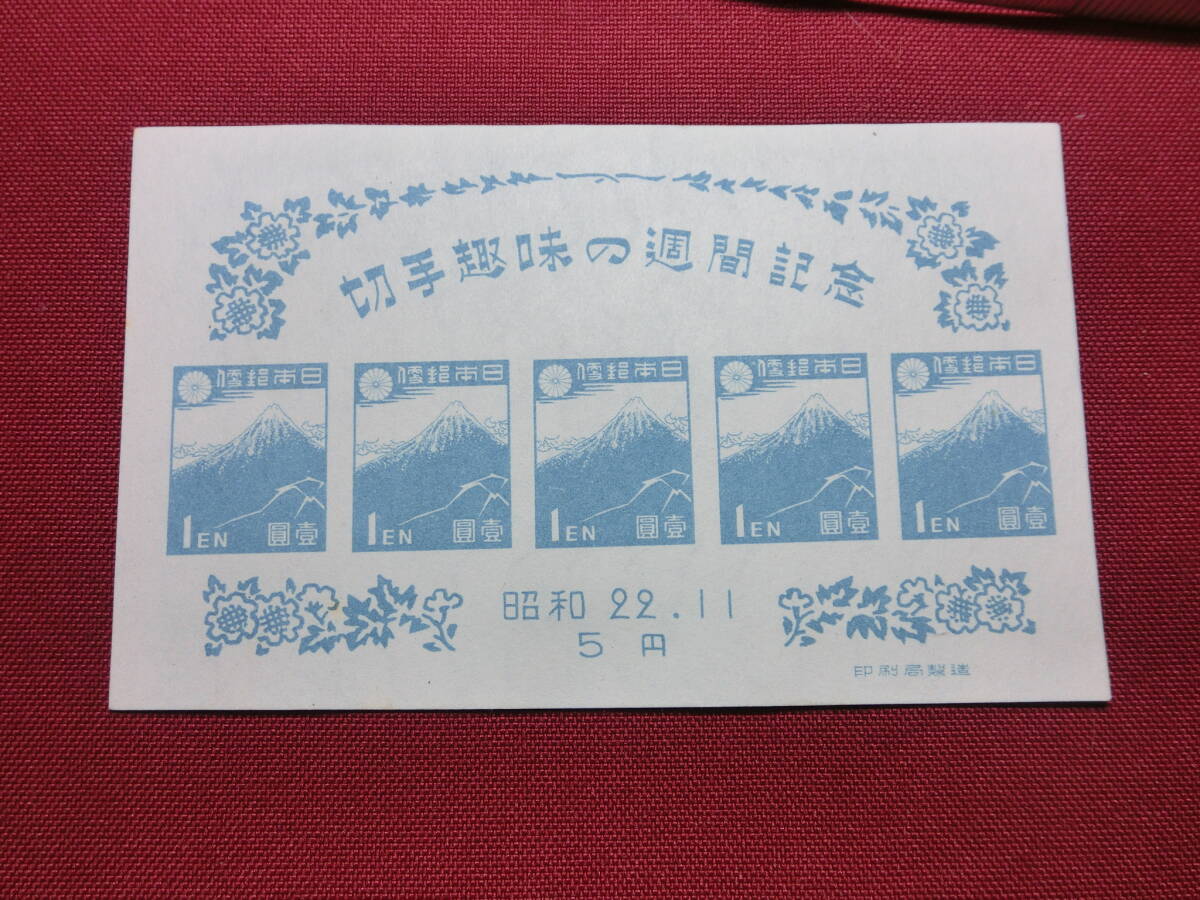 切手趣味の週間記念
便郵本日
便郵本日
便郵本日
便郵本日
便郵本日
1EN 圓壹
1EN 圓壹
1EN 圓壹
1EN 圓壹
1EN 圓壹
昭和 22.11
5 円
印刷局製造